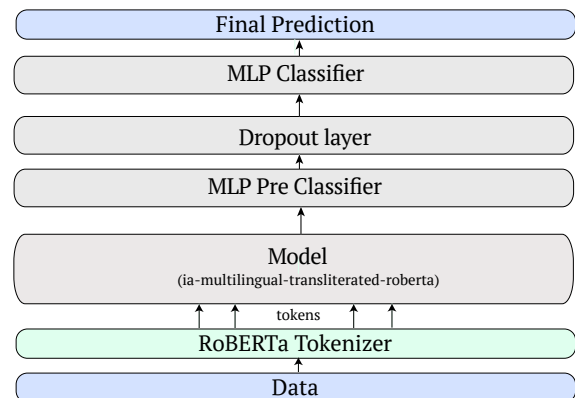 Final Prediction
MLP Classifier
Dropout layer
MLP Pre Classifier
Model
(ia-multilingual-transliterated-roberta)
tokens
RoBERTa Tokenizer
Data